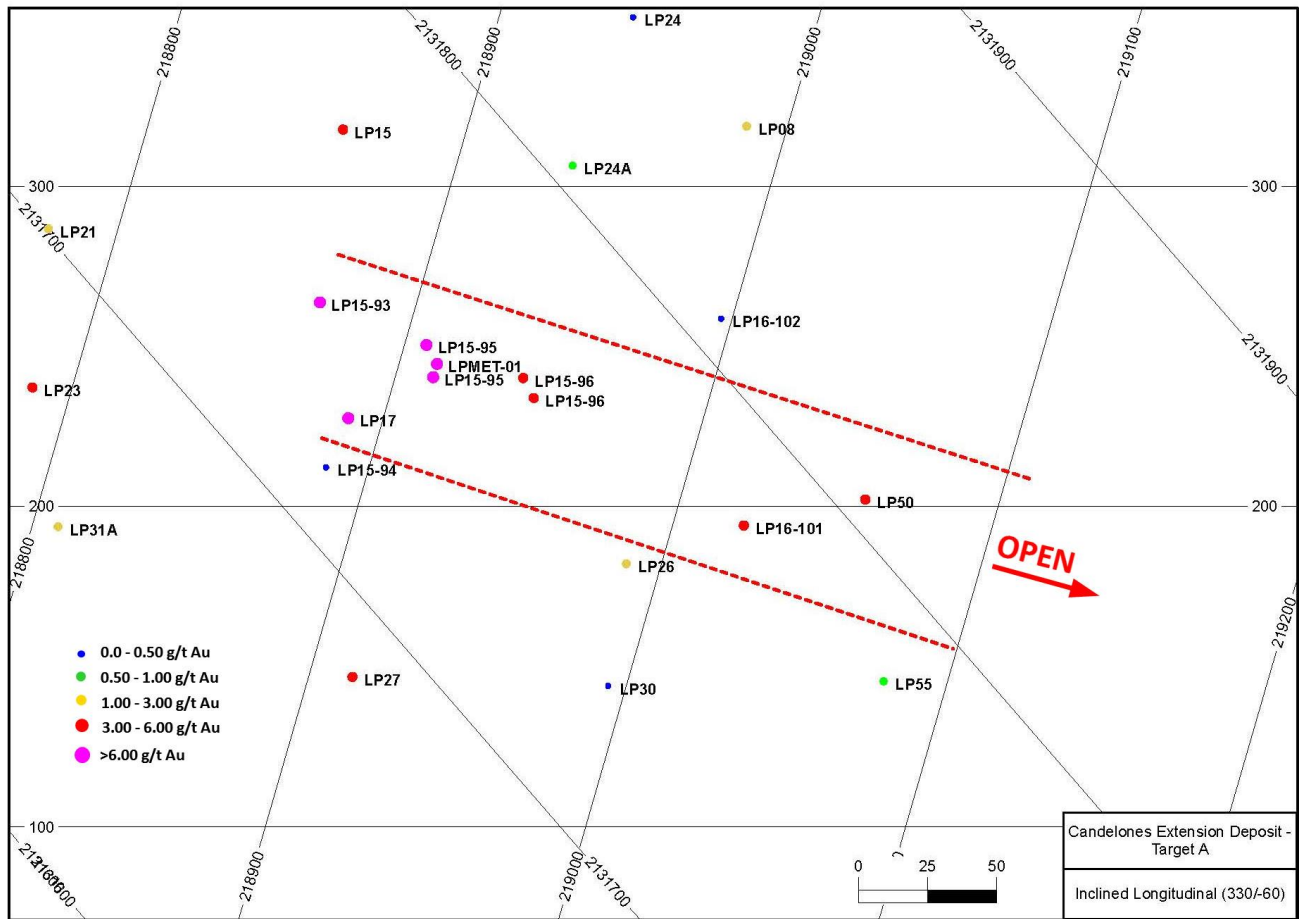 218800
2131800
218900
LP24
219000
2131900
219100
LP15
LP08
LP24A
300
300
2131700
LP21
LP15-93
LP16-102
2131900
LP15-95
LPMET-01
LP15-95
LP15-96
LP15-96
LP23
LP17
LP15-94
200
200
LP50
LP16-101
LP31A
218800
OPEN
LP26
219200
0.0 - 0.50 g/t Au
0.50 - 1.00 g/t Au
1.00 - 3.00 g/t Au
3.00 - 6.00 g/t Au
>6.00 g/t Au
LP27
LP30
LP55
100
218900
219000
2131700
2131600
0
25
50
Candelones Extension Deposit -
Target A
Inclined Longitudinal (330/-60)